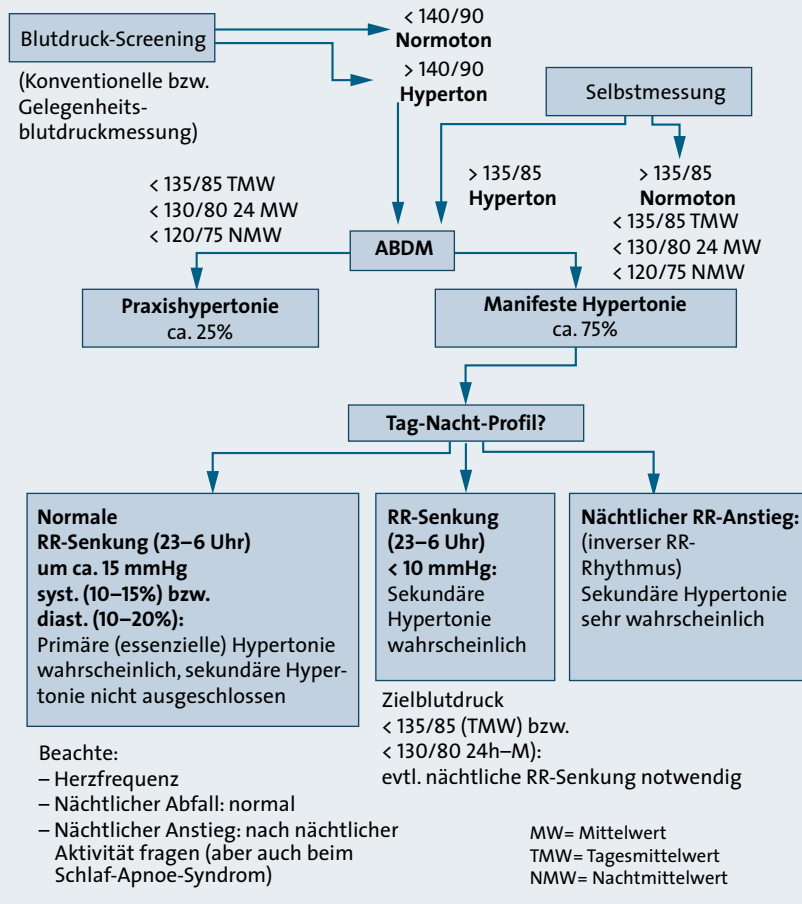 Blutdruck-Screening
(Konventionelle bzw.
Gelegenheits-
blutdruckmessung)
< 140/90
Normoton
> 140/90
Hyperton
Selbstmessung
> 135/85
Hyperton
> 135/85
Normoton
< 135/85 TMW
< 130/80 24 MW
< 120/75 NMW
< 135/85 TMW
< 130/80 24 MW
< 120/75 NMW
ABDM
Praxishypertonie
ca. 25%
Manifeste Hypertonie
ca. 75%
Tag-Nacht-Profil?
Normale
RR-Senkung (23–6 Uhr)
um ca. 15 mmHg
syst. (10–15%) bzw.
diast. (10–20%):
Primäre (essenzielle) Hypertonie
wahrscheinlich, sekundäre Hyper-
tonie nicht ausgeschlossen
RR-Senkung
(23–6 Uhr)
< 10 mmHg:
Sekundäre
Hypertonie
wahrscheinlich
Nächtlicher RR-Anstieg:
(inverser RR-
Rhythmus)
Sekundäre Hypertonie
sehr wahrscheinlich
Zielblutdruck
< 135/85 (TMW) bzw.
< 130/80 24h–M):
evtl. nächtliche RR-Senkung notwendig
Beachte:
– Herzfrequenz
– Nächtlicher Abfall: normal
– Nächtlicher Anstieg: nach nächtlicher
Aktivität fragen (aber auch beim
Schlaf-Apnoe-Syndrom)
MW= Mittelwert
TMW= Tagesmittelwert
NMW= Nachtmittelwert